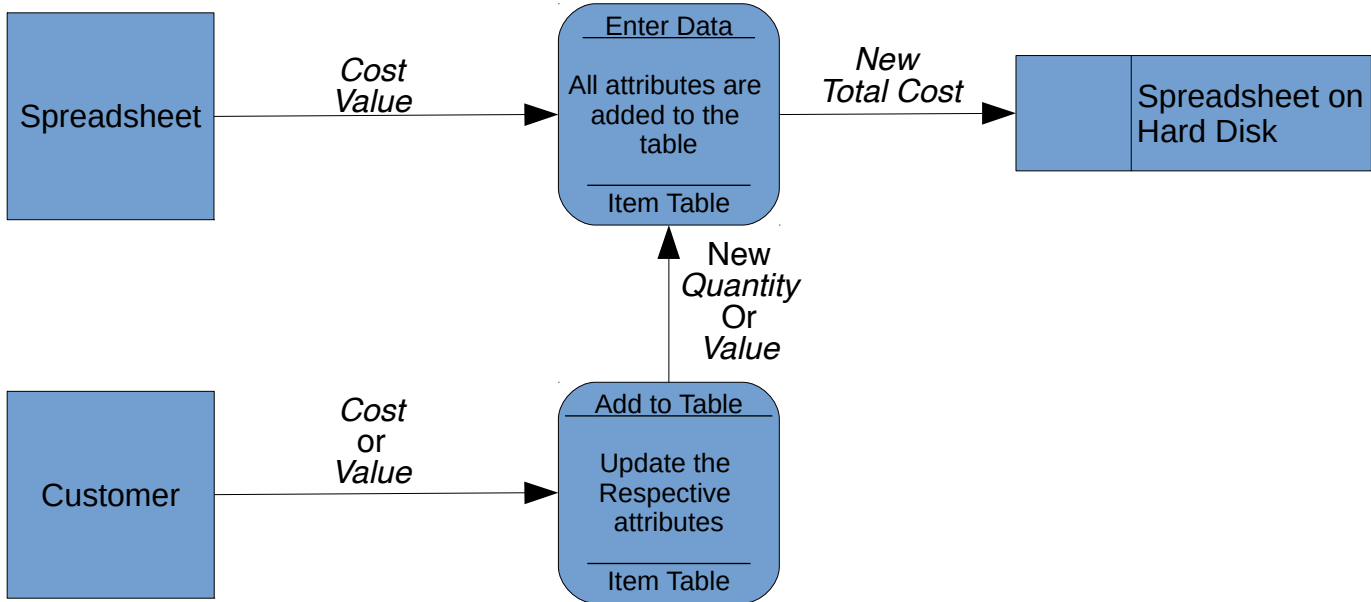 Spreadsheet
Cost
Value
Enter Data
All attributes are
added to the
table
Item Table
New
Total Cost
Spreadsheet on
Hard Disk
New
Quantity
Or
Value
Customer
Cost
or
Value
Add to Table
Update the
Respective
attributes
Item Table